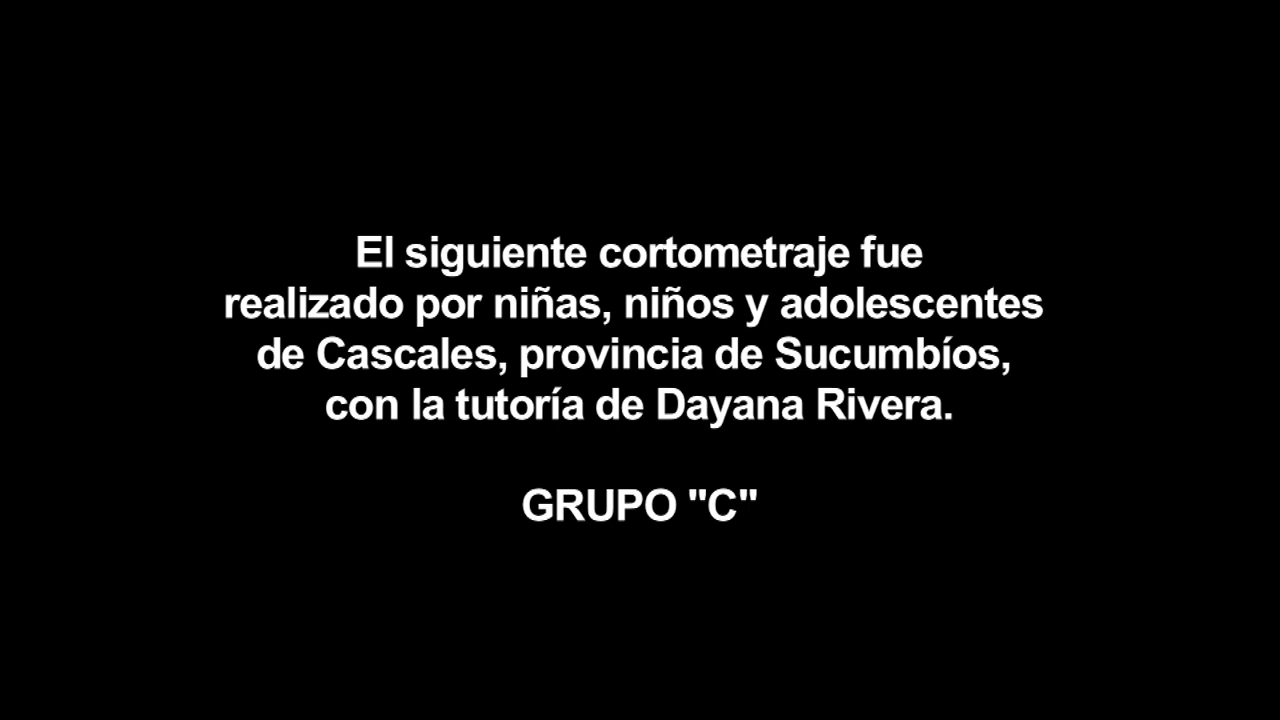 El siguiente cortometraje fue
realizado por niñas, niños y adolescentes
de Cascales, provincia de Sucumbíos,
con la tutoría de Dayana Rivera.
GRUPO "C"